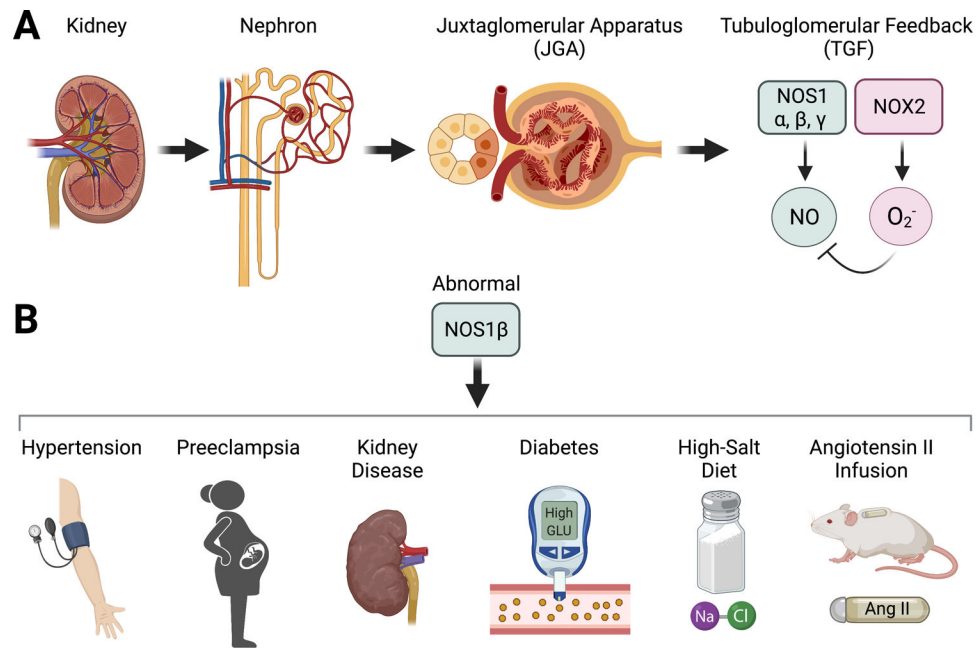 A
Kidney
Nephron
Juxtaglomerular Apparatus
(JGA)
Tubuloglomerular Feedback
(TGF)
NOS1
α, β, γ
NOX2
NO
O₂⁻
B
Abnormal
NOS1β
Hypertension
Preeclampsia
Kidney
Disease
Diabetes
High-Salt
Diet
Angiotensin II
Infusion
High
GLU
Na
Cl
Ang II